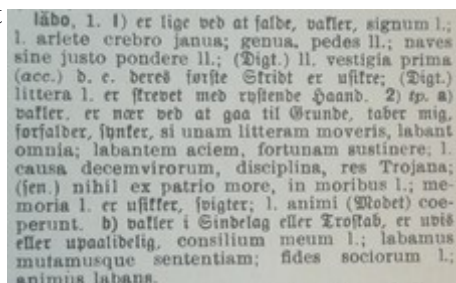 t
läbo, 1. 1) er lige ved at falde, vakler, signum l.;
l. ariete crebro janua; genua, pedes ll.; naves
sine justo pondere ll.; (Digt.) ll. vestigia prima
(acc.) d. e. deres første Skridt er usikre; (Digt.)
littera l. er skrevet med rystende Haand. 2) tp. a)
vakler, er nær ved at gaa til Grunde, taber mig,
forfalder, synker, si unam litteram moveris, labant
omnia; labantem aciem, fortunam sustinere; l.
causa decemvirorum, disciplina, res Trojana;
(sen.) nihil ex patrio more, in moribus l.; me-
moria l. er usikker, svigter; l. animi (Modet) coe-
perunt. b) vakler i Sindelag eller Troskab, er uvis
eller upaalidelig, consilium meum l.; labamus
mutamusque sententiam; fides sociorum l.;
animus labans.